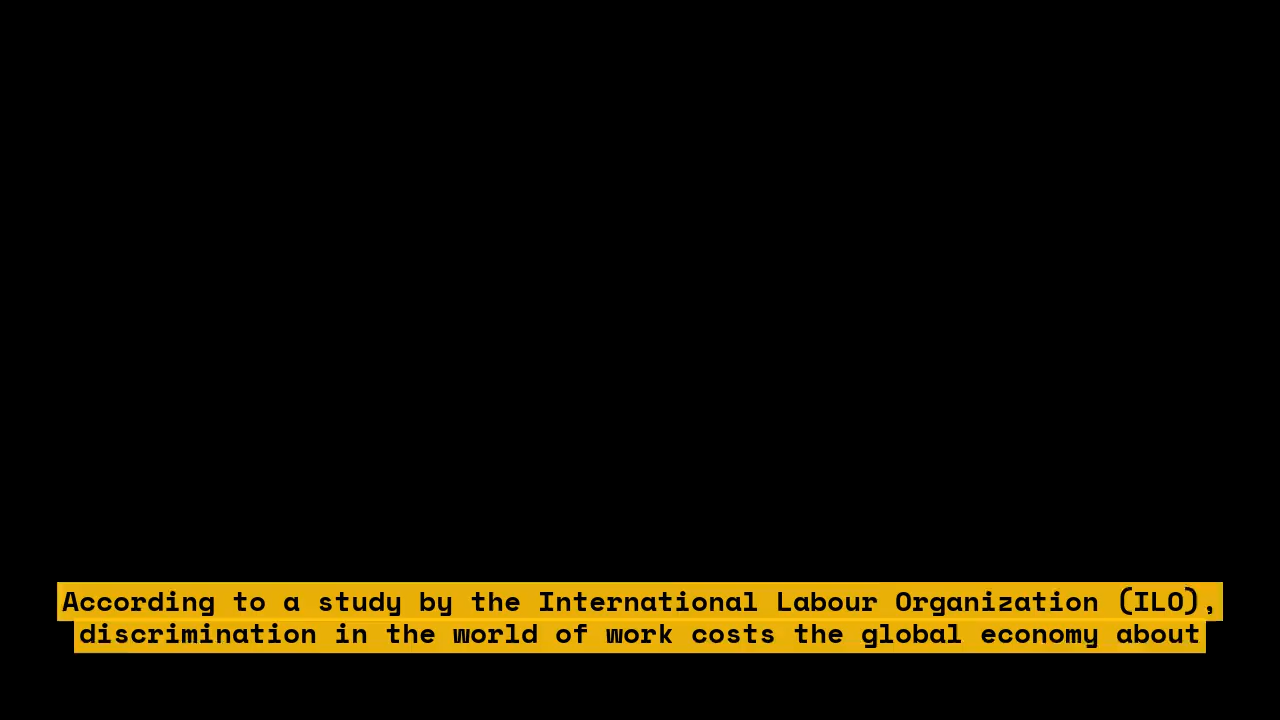 According to a study by the International Labour Organization (ILO),
discrimination in the world of work costs the global economy about